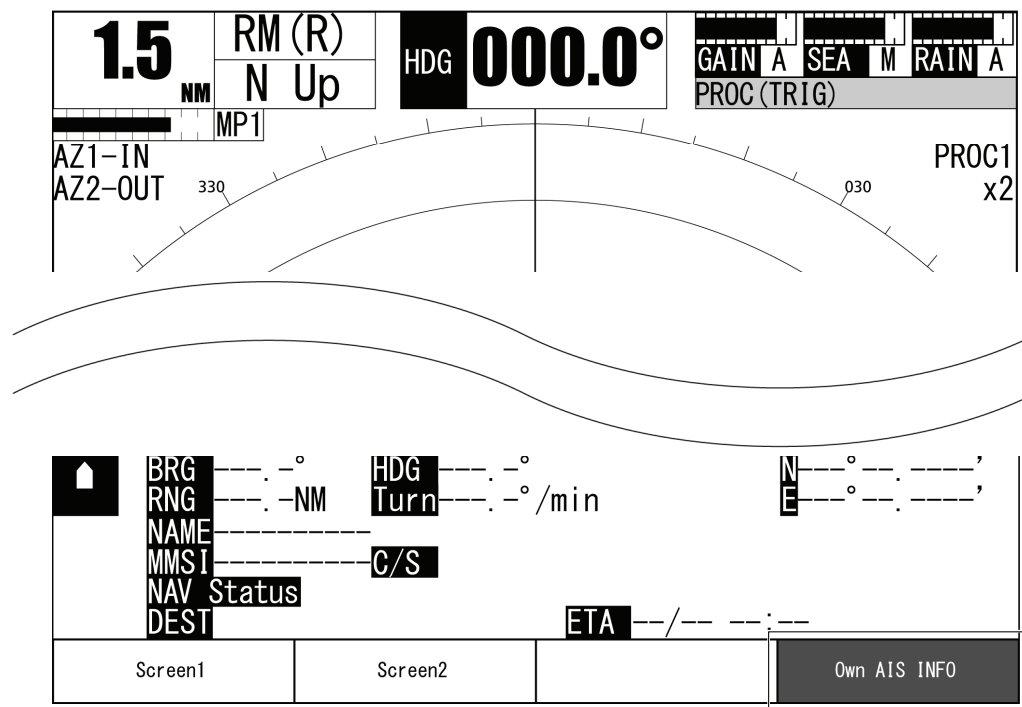 1.5 NM RM(R) HDG 000.0°
N Up
GAIN A SEA M RAIN A
PROC(TRIG)
MP1
AZ1-IN
AZ2-OUT
PROC1
x2
330
030
BRG ---.-° HDG ---.-° N---°--.----'
RNG ---.-NM Turn---.-°/min E---°--.----'
NAME----------
MMSI---------- C/S
NAV Status
DEST ETA --/-- --:--
Screen1 Screen2 Own AIS INFO